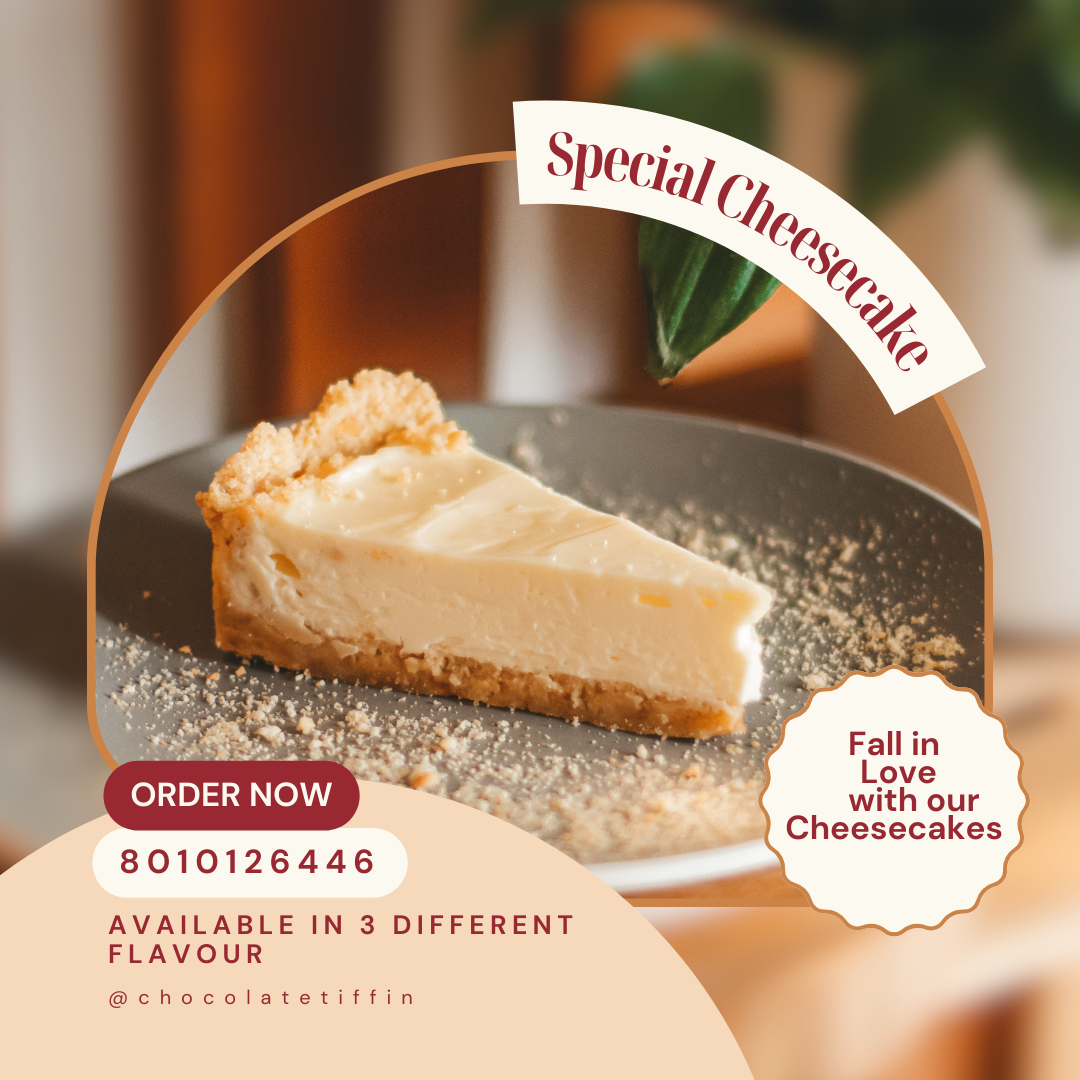 Special Cheesecake
Fall in
Love
with our
Cheesecakes
ORDER NOW
8010126446
AVAILABLE IN 3 DIFFERENT
FLAVOUR
@chocolatetiffin